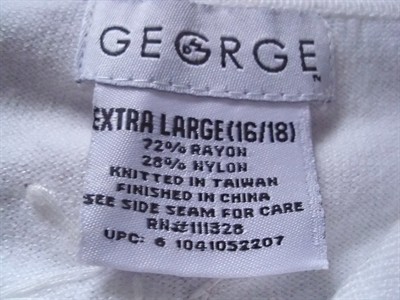 GEORGE
EXTRA LARGE(16/18)
72% RAYON
28% NYLON
KNITTED IN TAIWAN
FINISHED IN CHINA
SEE SIDE SEAM FOR CARE
RN#111328
UPC: 6 1041052207